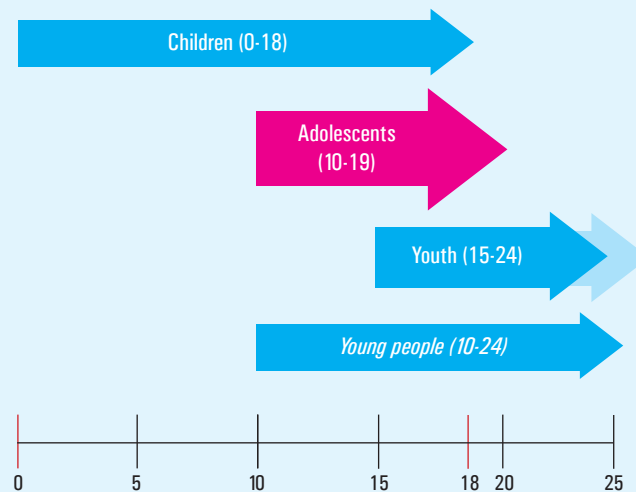 Children (0-18)
Adolescents
(10-19)
Youth (15-24)
Young people (10-24)
0 5 10 15 18 20 25